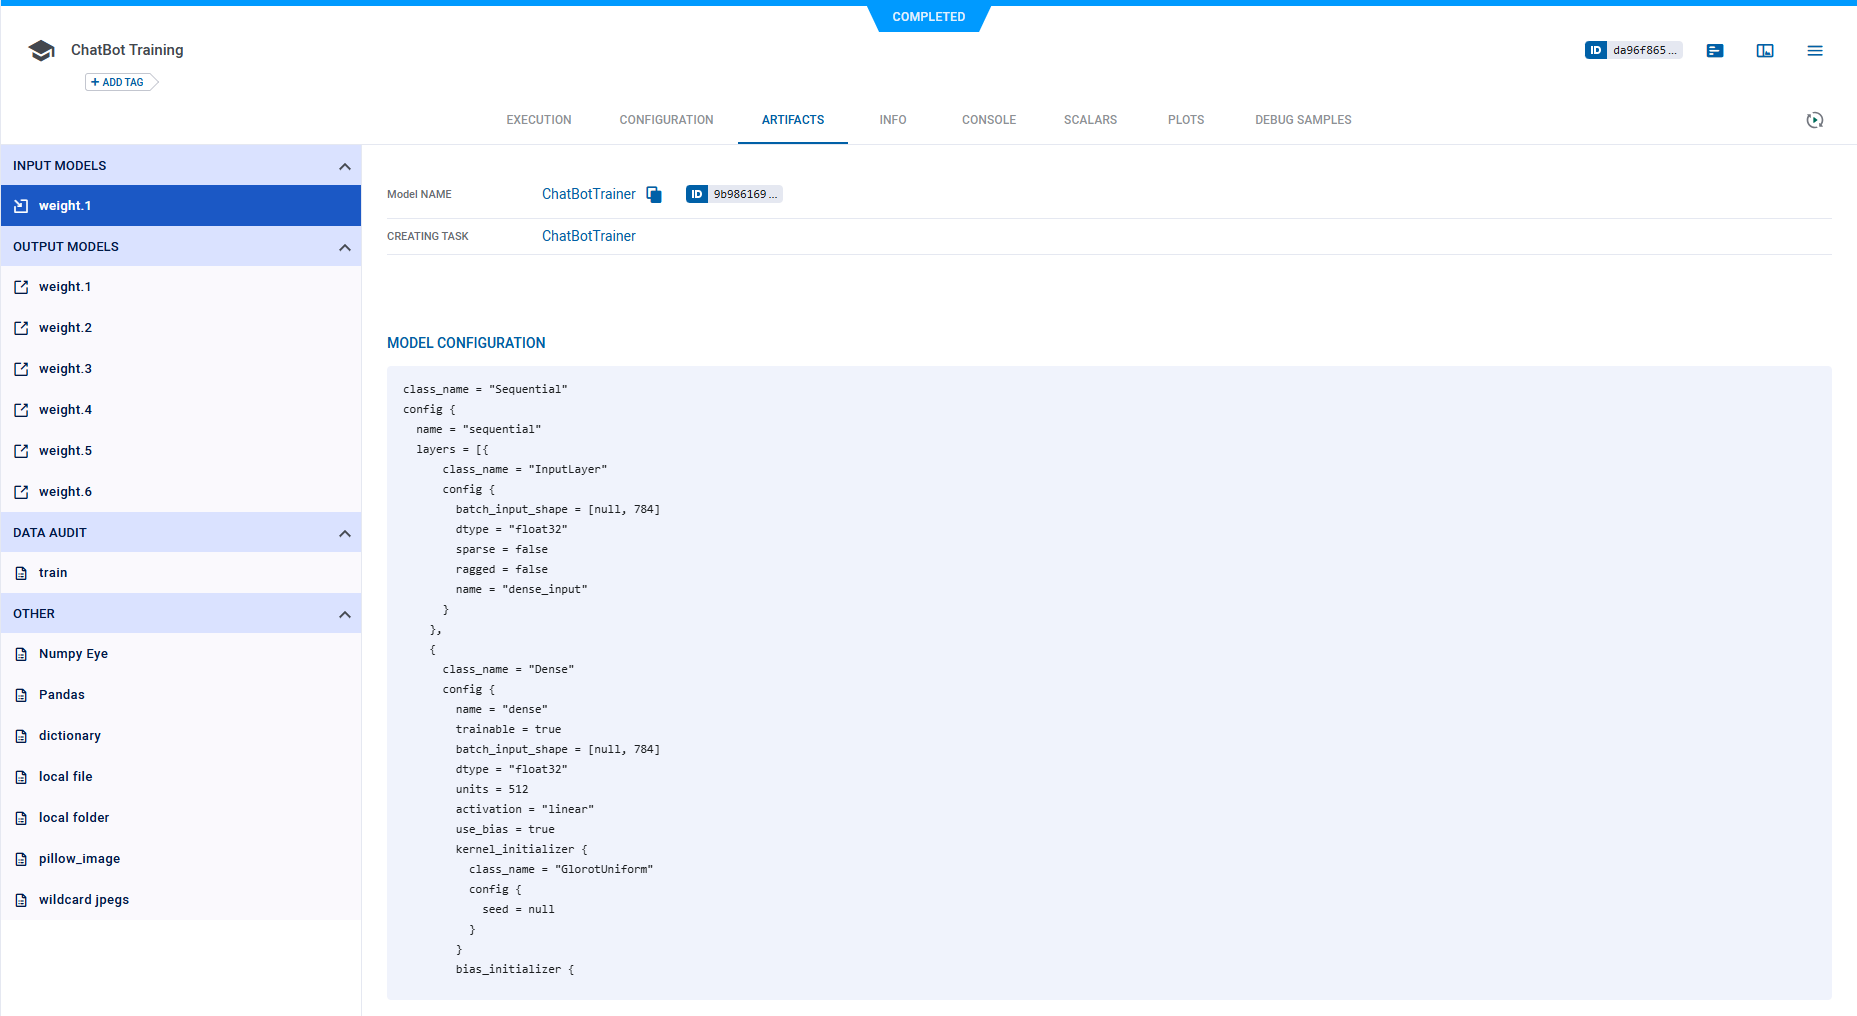 COMPLETED
ChatBot Training
ID da96f865 ...
+ ADD TAG
EXECUTION CONFIGURATION ARTIFACTS INFO CONSOLE SCALARS PLOTS DEBUG SAMPLES
INPUT MODELS
weight.1
OUTPUT MODELS
weight.1
weight.2
weight.3
weight.4
weight.5
weight.6
DATA AUDIT
train
OTHER
Numpy Eye
Pandas
dictionary
local file
local folder
pillow_image
wildcard jpegs
Model NAME ChatBotTrainer ID 9b986169 ...
CREATING TASK ChatBotTrainer
MODEL CONFIGURATION
class_name = "Sequential"
config {
name = "sequential"
layers = [{
class_name = "InputLayer"
config {
batch_input_shape = [null, 784]
dtype = "float32"
sparse = false
ragged = false
name = "dense_input"
}
},
{
class_name = "Dense"
config {
name = "dense"
trainable = true
batch_input_shape = [null, 784]
dtype = "float32"
units = 512
activation = "linear"
use_bias = true
kernel_initializer {
class_name = "GlorotUniform"
config {
seed = null
}
}
bias_initializer {